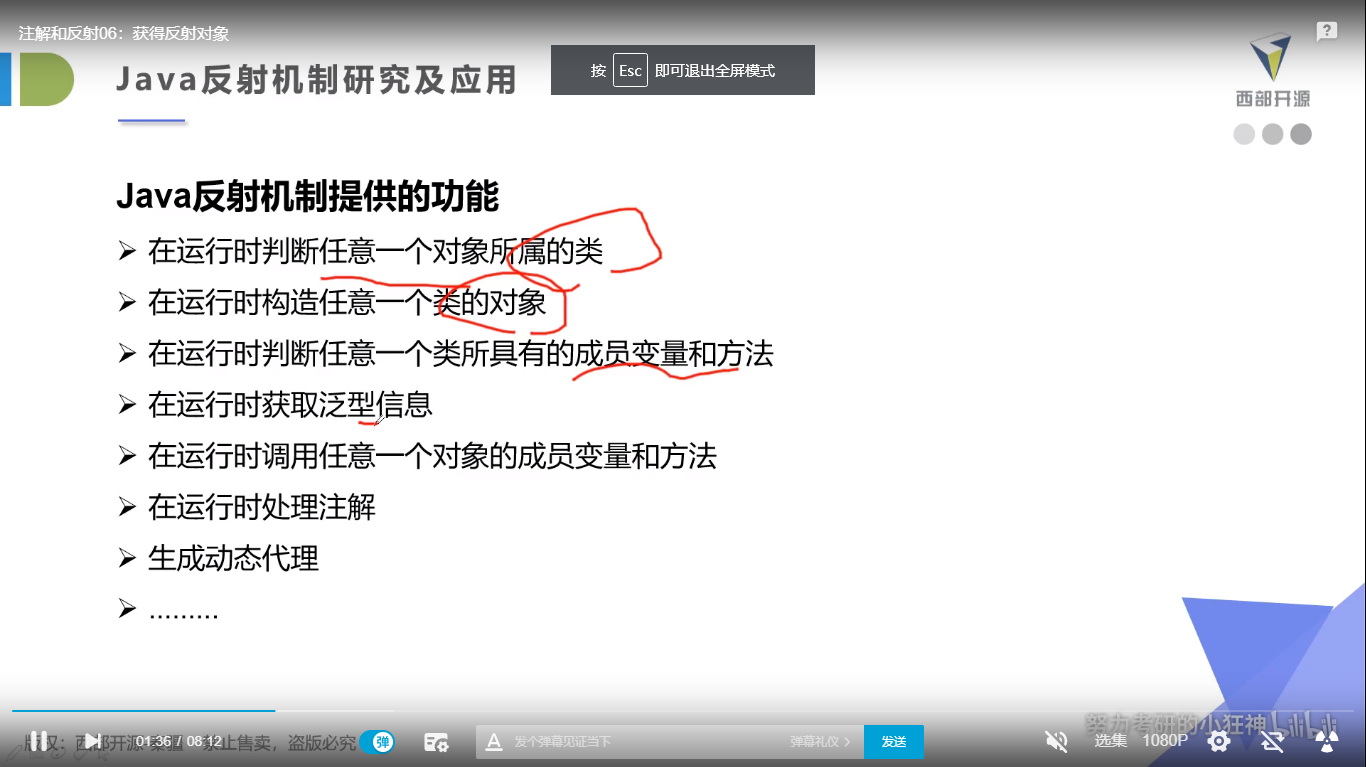 注解和反射06：获得反射对象
Java反射机制研究及应用
按 Esc 即可退出全屏模式
?
西部开源
Java反射机制提供的功能
在运行时判断任意一个对象所属的类
在运行时构造任意一个类的对象
在运行时判断任意一个类所具有的成员变量和方法
在运行时获取泛型信息
在运行时调用任意一个对象的成员变量和方法
在运行时处理注解
生成动态代理
………
努力考研的小狂神 bilibili
版权：西部开源 禁止售卖，盗版必究
01:36 / 08:12
弹
A 发个弹幕见证当下 弹幕礼仪 > 发送
选集 1080P